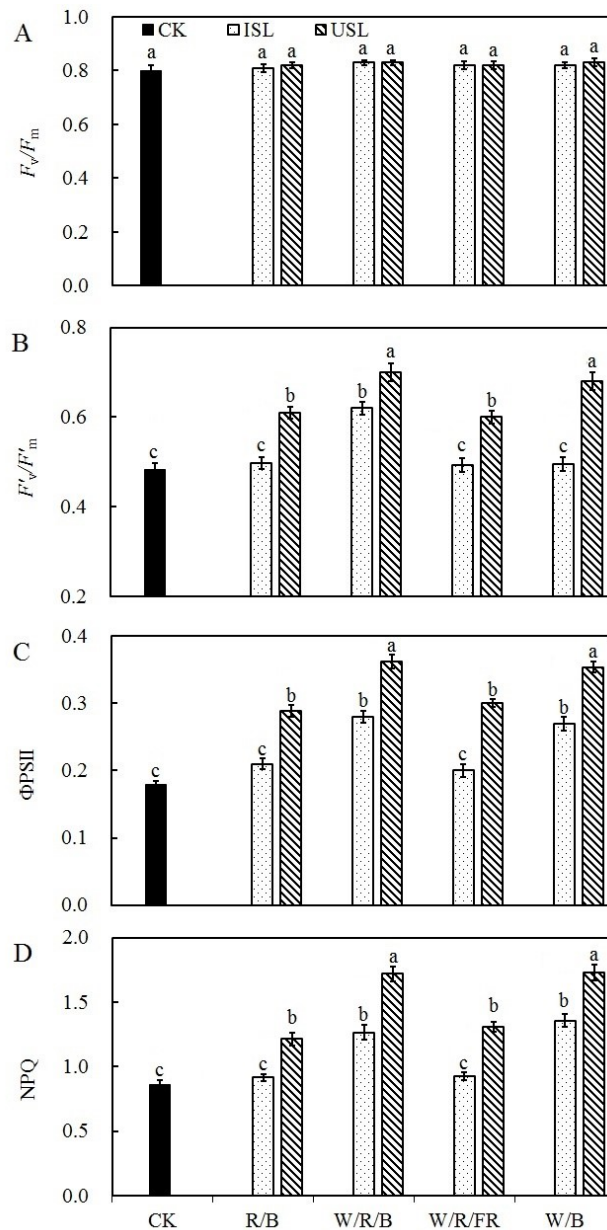 A
CK ISL USL
1.0
0.8
0.6
0.4
0.2
0.0
Fv/Fm
a a a a a a a a a
B
0.8
0.6
0.4
0.2
F'v/F'm
c c b b a c b c a
C
0.4
0.3
0.2
0.1
0.0
ΦPSII
c c b b a c b b a
D
2.0
1.5
1.0
0.5
0.0
NPQ
c c b b a c b b a
CK R/B W/R/B W/R/FR W/B